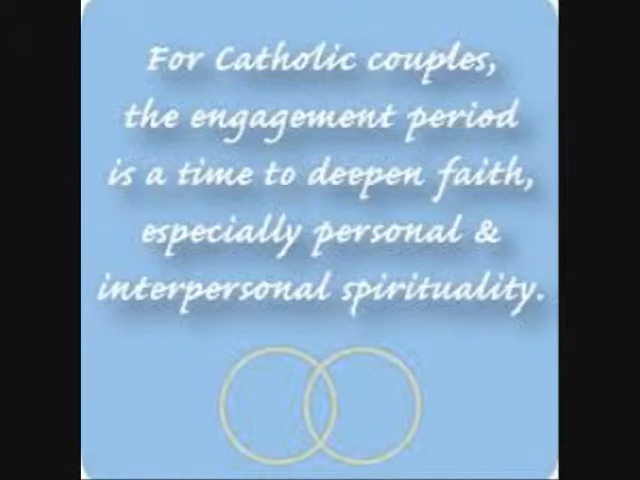 For Catholic couples,
the engagement period
is a time to deepen faith,
especially personal &
interpersonal spirituality.